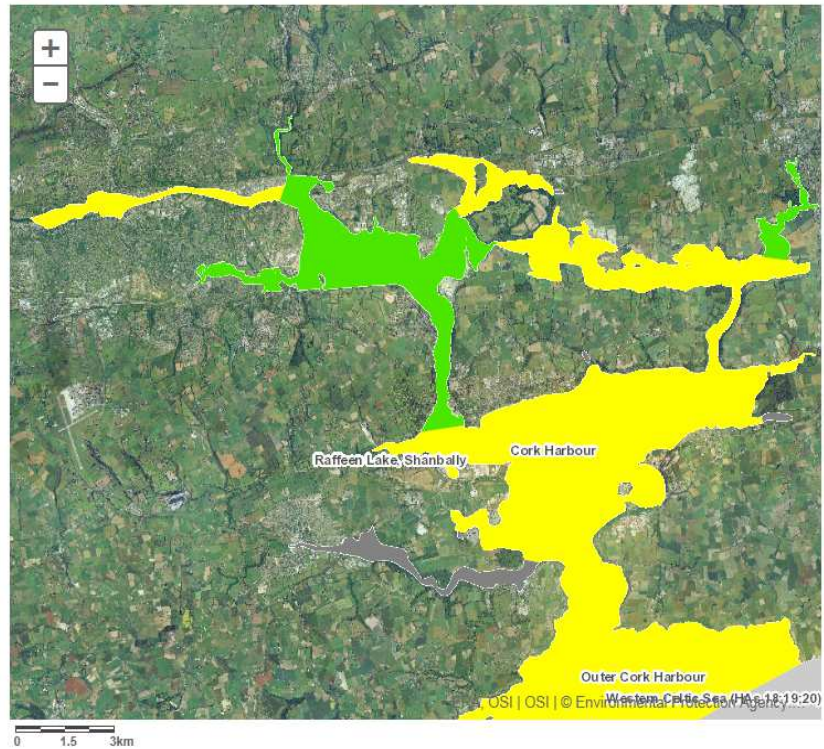 +
−
Raffeen Lake, Shanbally
Cork Harbour
Outer Cork Harbour
Western Celtic Sea (HAs 18;19;20)
, OSI | OSI | © Environmental Protection Agency
0 1.5 3km